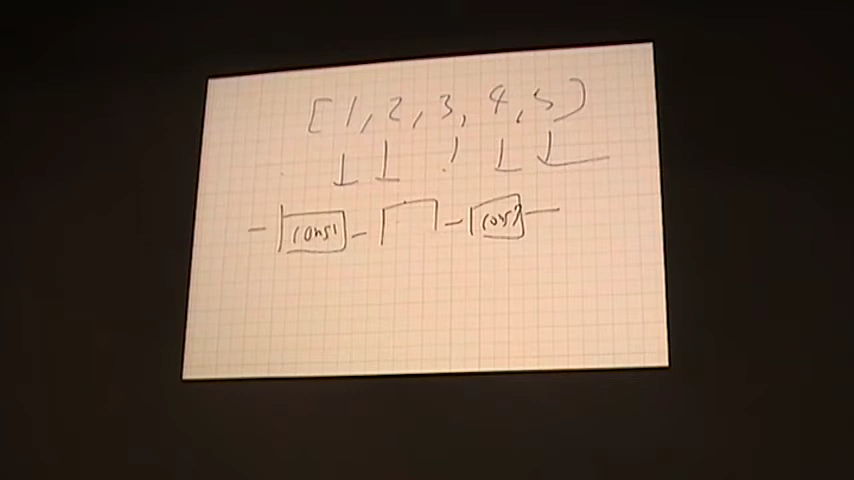 [1, 2, 3, 4, 5]
cons cons